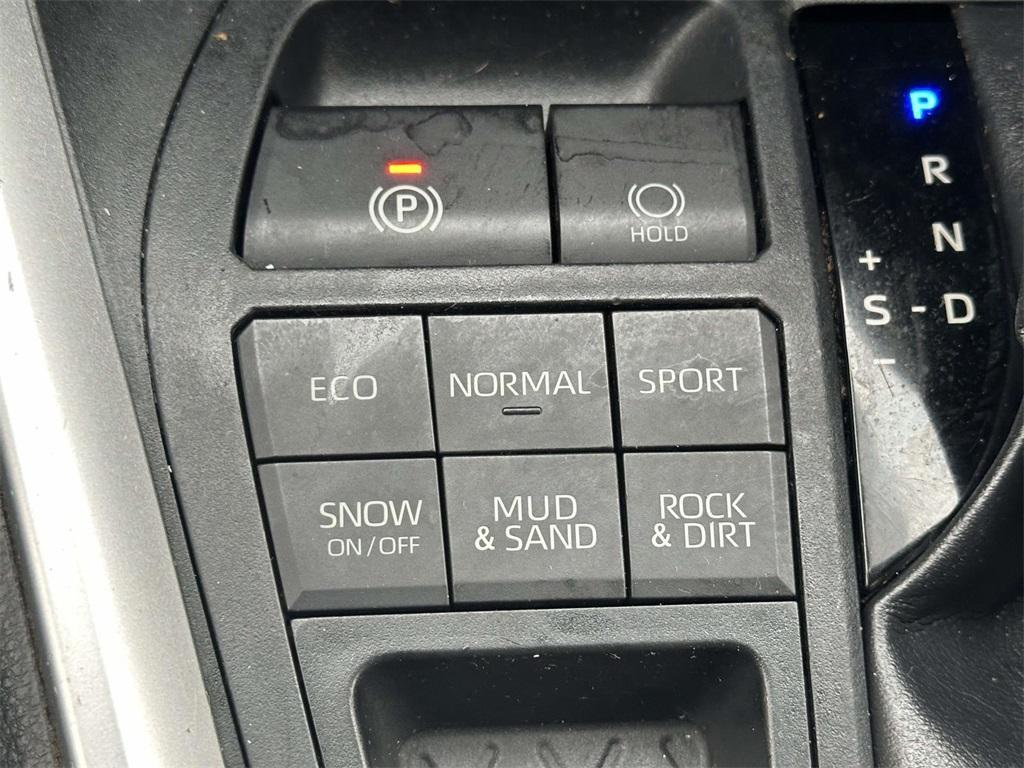 P
HOLD
ECO
NORMAL
SPORT
SNOW
ON/OFF
MUD
& SAND
ROCK
& DIRT
P
R
N
+
S - D
-